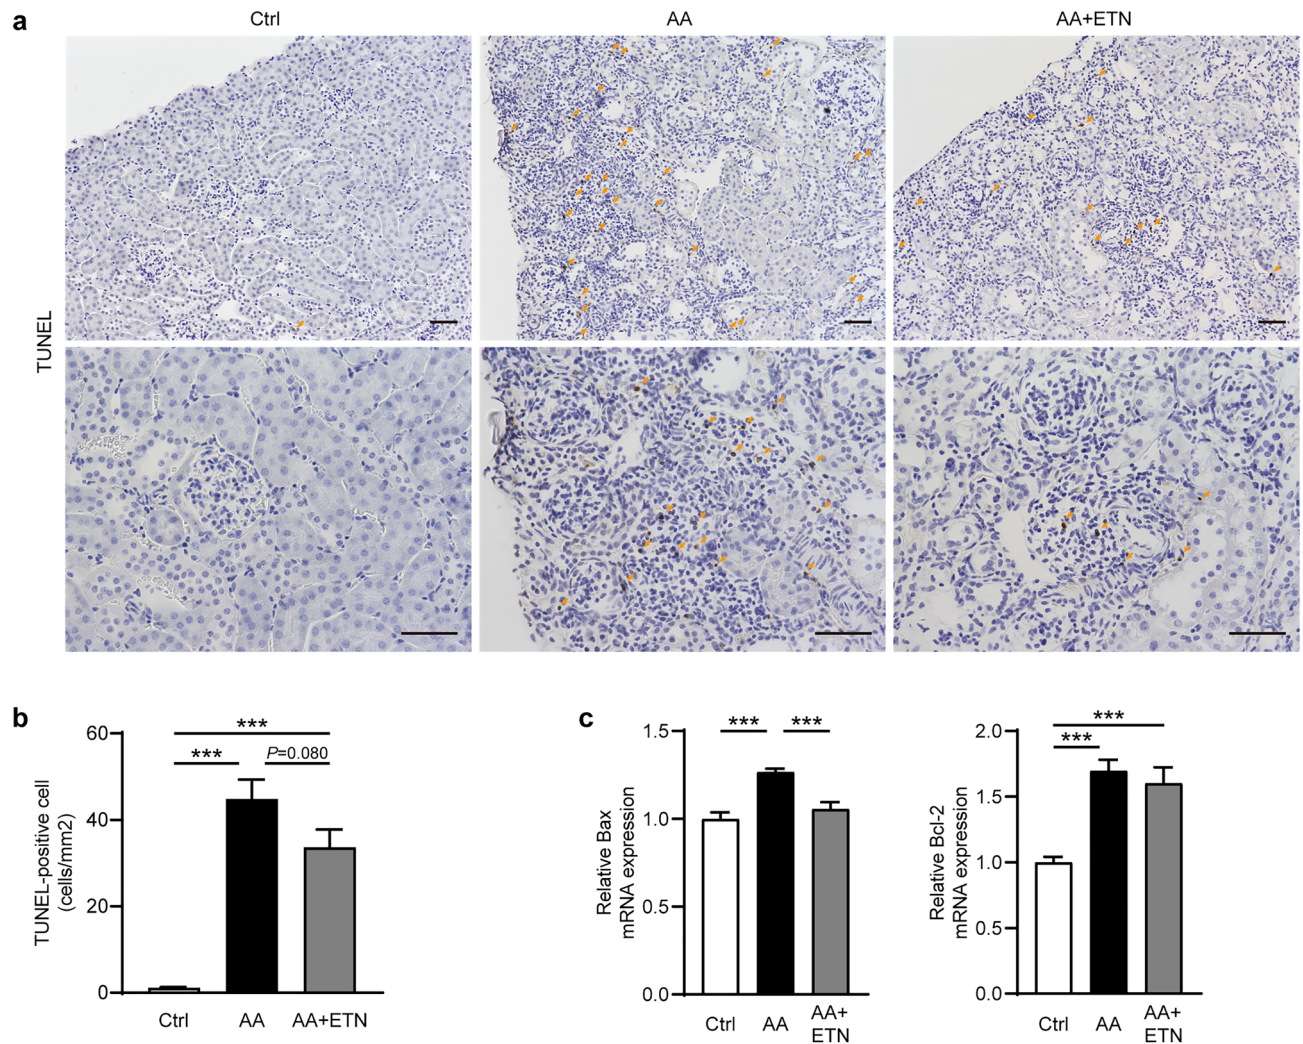 a
Ctrl
AA
AA+ETN
TUNEL
b
TUNEL-positive cell
(cells/mm2)
60
40
20
0
***
***
P=0.080
Ctrl
AA
AA+ETN
c
Relative Bax
mRNA expression
1.5
1.0
0.5
0.0
***
***
Ctrl
AA
AA+
ETN
Relative Bcl-2
mRNA expression
2.0
1.5
1.0
0.5
0.0
***
***
Ctrl
AA
AA+
ETN